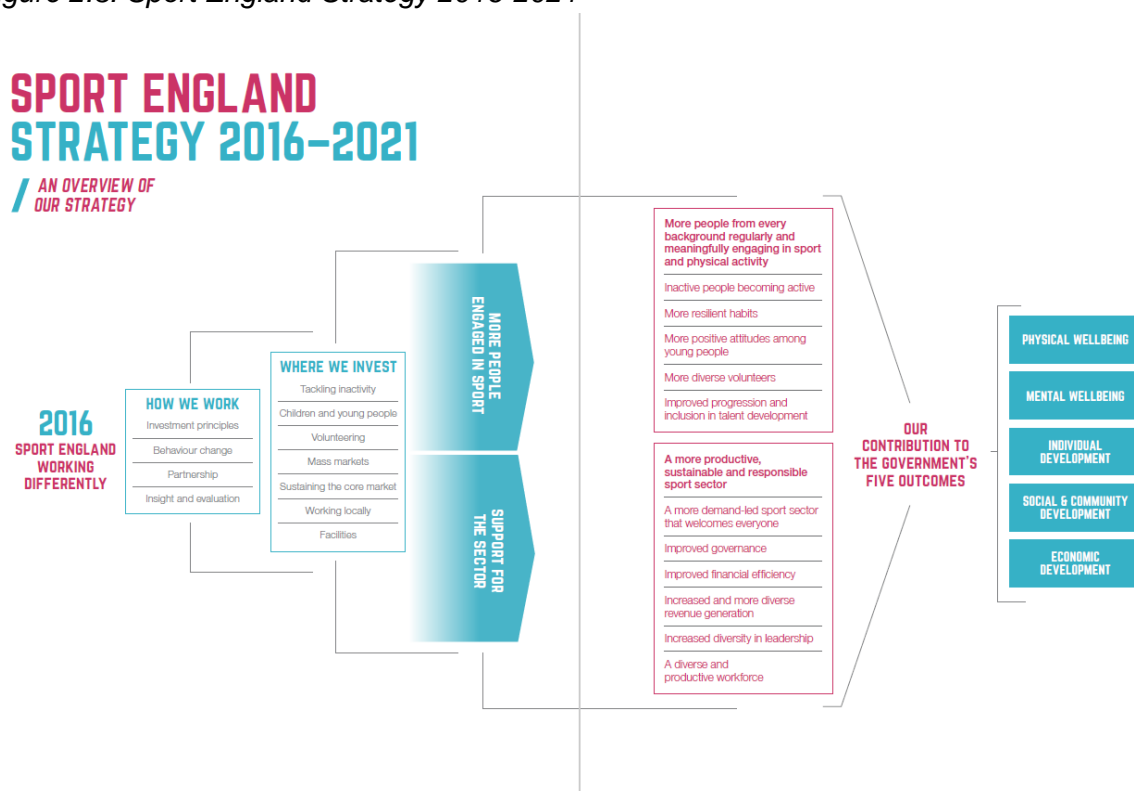 SPORT ENGLAND
STRATEGY 2016–2021
/ AN OVERVIEW OF
OUR STRATEGY
2016
SPORT ENGLAND
WORKING
DIFFERENTLY
HOW WE WORK
Investment principles
Behaviour change
Partnership
Insight and evaluation
WHERE WE INVEST
Tackling inactivity
Children and young people
Volunteering
Mass markets
Sustaining the core market
Working locally
Facilities
MORE PEOPLE
ENGAGED IN SPORT
SUPPORT FOR
THE SECTOR
More people from every
background regularly and
meaningfully engaging in sport
and physical activity
Inactive people becoming active
More resilient habits
More positive attitudes among
young people
More diverse volunteers
Improved progression and
inclusion in talent development
A more productive,
sustainable and responsible
sport sector
A more demand-led sport sector
that welcomes everyone
Improved governance
Improved financial efficiency
Increased and more diverse
revenue generation
Increased diversity in leadership
A diverse and
productive workforce
OUR
CONTRIBUTION TO
THE GOVERNMENT'S
FIVE OUTCOMES
PHYSICAL WELLBEING
MENTAL WELLBEING
INDIVIDUAL
DEVELOPMENT
SOCIAL & COMMUNITY
DEVELOPMENT
ECONOMIC
DEVELOPMENT